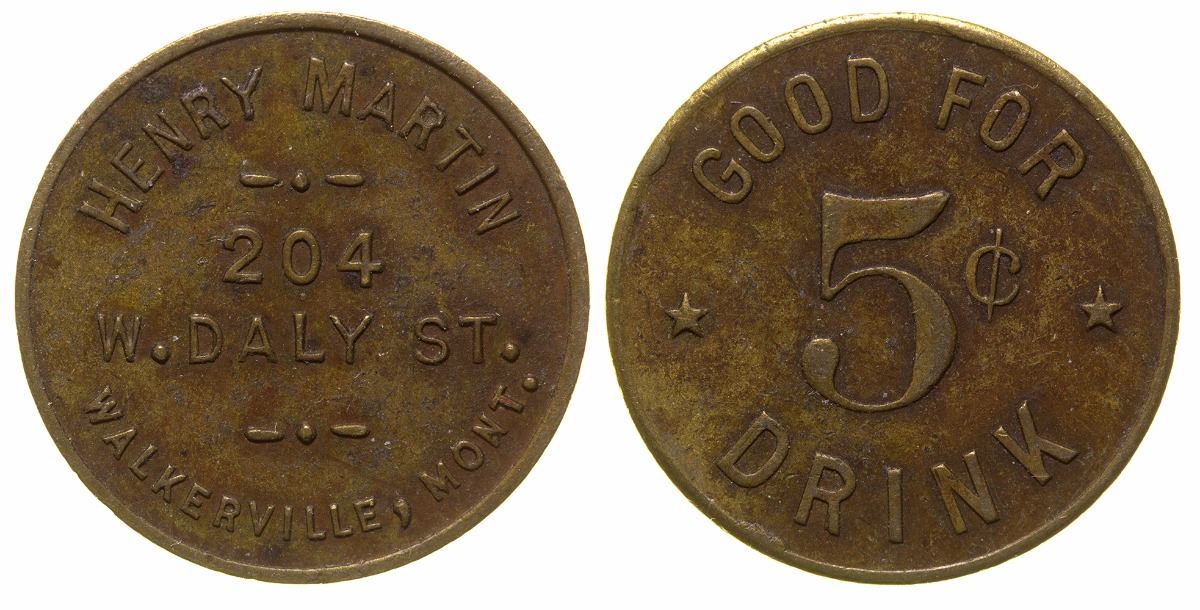 HENRY MARTIN
204
W. DALY ST.
WALKERVILLE, MONT.
GOOD FOR
5¢
DRINK